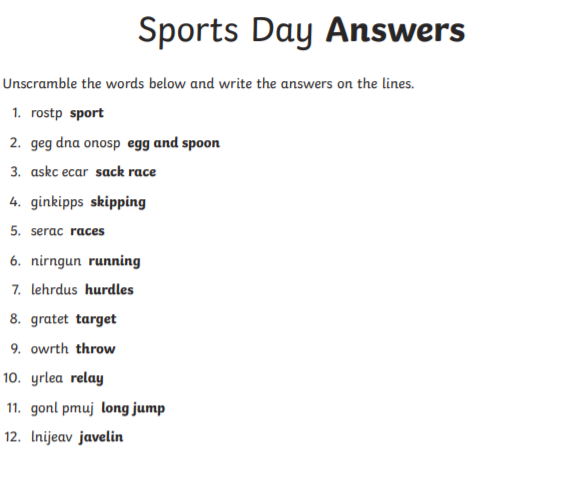 Sports Day Answers
Unscramble the words below and write the answers on the lines.
1. rostp sport
2. geg dna onosp egg and spoon
3. askc ecar sack race
4. ginkipps skipping
5. serac races
6. nirngun running
7. lehrdus hurdles
8. gratet target
9. owrth throw
10. yrlea relay
11. gonl pmuj long jump
12. lnijeav javelin